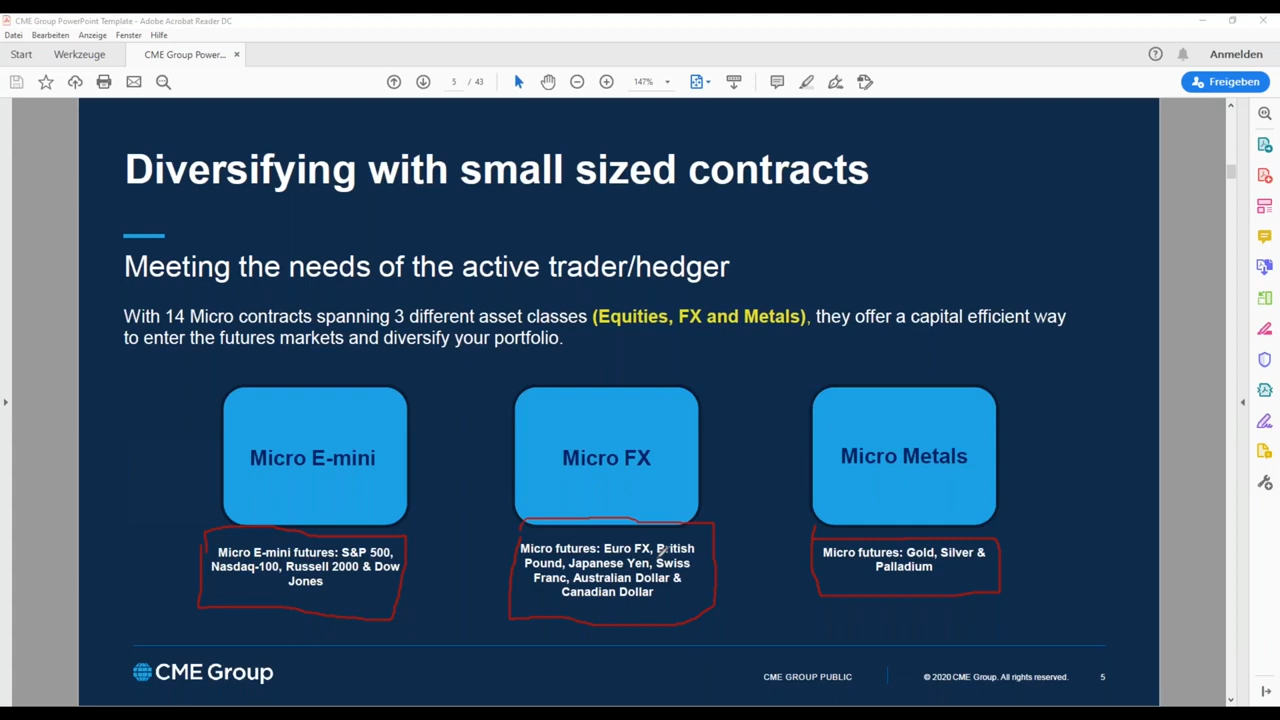 CME Group PowerPoint Template - Adobe Acrobat Reader DC
Datei Bearbeiten Anzeige Fenster Hilfe
Start Werkzeuge CME Group Power... × Anmelden
5 / 43 147% Freigeben
Diversifying with small sized contracts
Meeting the needs of the active trader/hedger
With 14 Micro contracts spanning 3 different asset classes (Equities, FX and Metals), they offer a capital efficient way
to enter the futures markets and diversify your portfolio.
Micro E-mini
Micro E-mini futures: S&P 500,
Nasdaq-100, Russell 2000 & Dow
Jones
Micro FX
Micro futures: Euro FX, British
Pound, Japanese Yen, Swiss
Franc, Australian Dollar &
Canadian Dollar
Micro Metals
Micro futures: Gold, Silver &
Palladium
CME Group
CME GROUP PUBLIC © 2020 CME Group. All rights reserved. 5